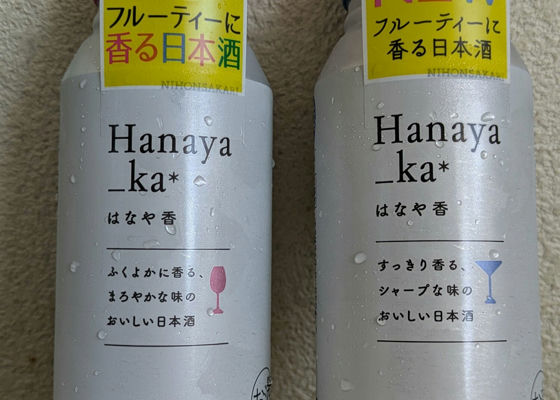 フルーティーに
香る日本酒
NIHONSAKARI
Hanaya
_ka*
はなや香
ふくよかに香る、
まろやかな味の
おいしい日本酒
フルーティーに
香る日本酒
NIHONSAKARI
Hanaya
_ka*
はなや香
すっきり香る、
シャープな味の
おいしい日本酒